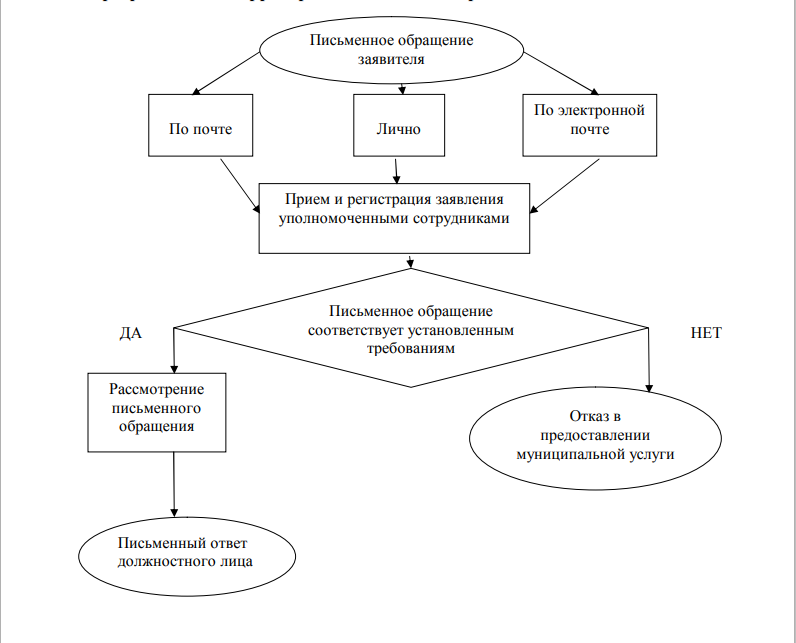 Письменное обращение
заявителя
По почте
Лично
По электронной
почте
Прием и регистрация заявления
уполномоченными сотрудниками
Письменное обращение
соответствует установленным
требованиям
ДА
НЕТ
Рассмотрение
письменного
обращения
Отказ в
предоставлении
муниципальной услуги
Письменный ответ
должностного лица